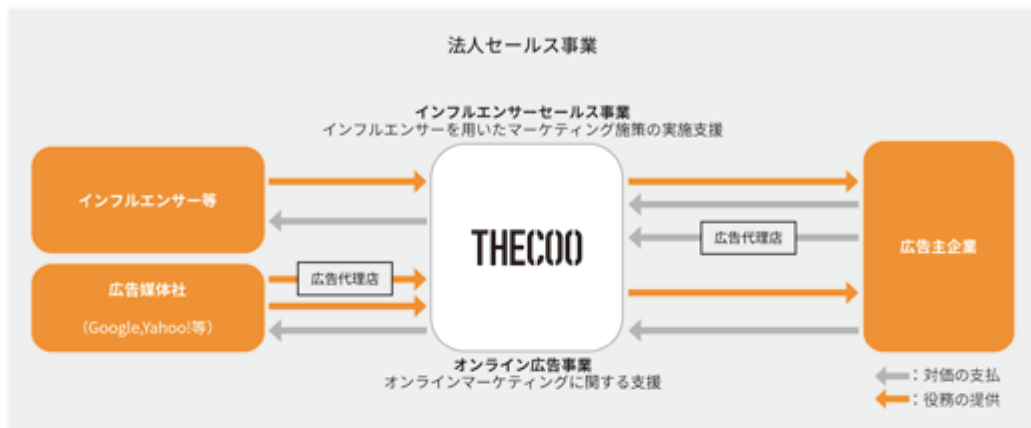 法人セールス事業
インフルエンサーセールス事業
インフルエンサーを用いたマーケティング施策の実施支援
インフルエンサー等
THECOO
広告代理店
広告主企業
広告媒体社
(Google,Yahoo!等)
広告代理店
オンライン広告事業
オンラインマーケティングに関する支援
:対価の支払
:役務の提供